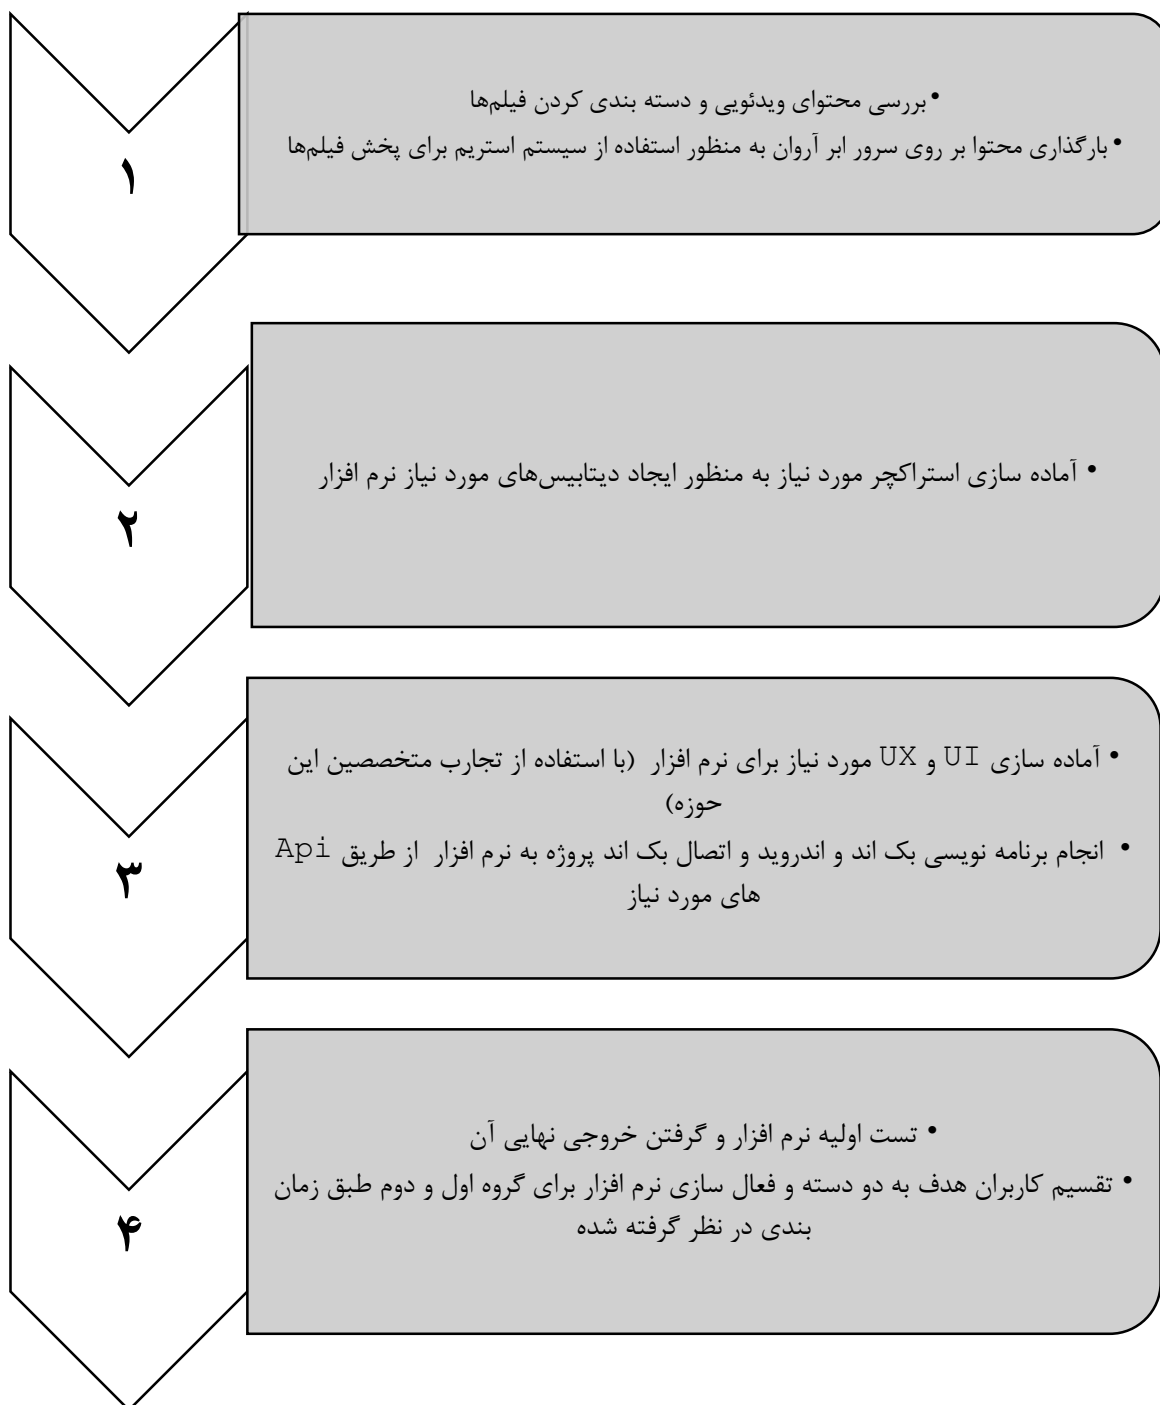 ۱
•بررسی محتوای ویدئویی و دسته بندی کردن فیلم‌ها
•بارگذاری محتوا بر روی سرور ابر آروان به منظور استفاده از سیستم استریم برای پخش فیلم‌ها
۲
• آماده سازی استراکچر مورد نیاز به منظور ایجاد دیتابیس‌های مورد نیاز نرم افزار
۳
• آماده سازی UI و UX مورد نیاز برای نرم افزار (با استفاده از تجارب متخصصین این
حوزه)
• انجام برنامه نویسی بک اند و اندروید و اتصال بک اند پروژه به نرم افزار از طریق Api
های مورد نیاز
۴
• تست اولیه نرم افزار و گرفتن خروجی نهایی آن
• تقسیم کاربران هدف به دو دسته و فعال سازی نرم افزار برای گروه اول و دوم طبق زمان
بندی در نظر گرفته شده